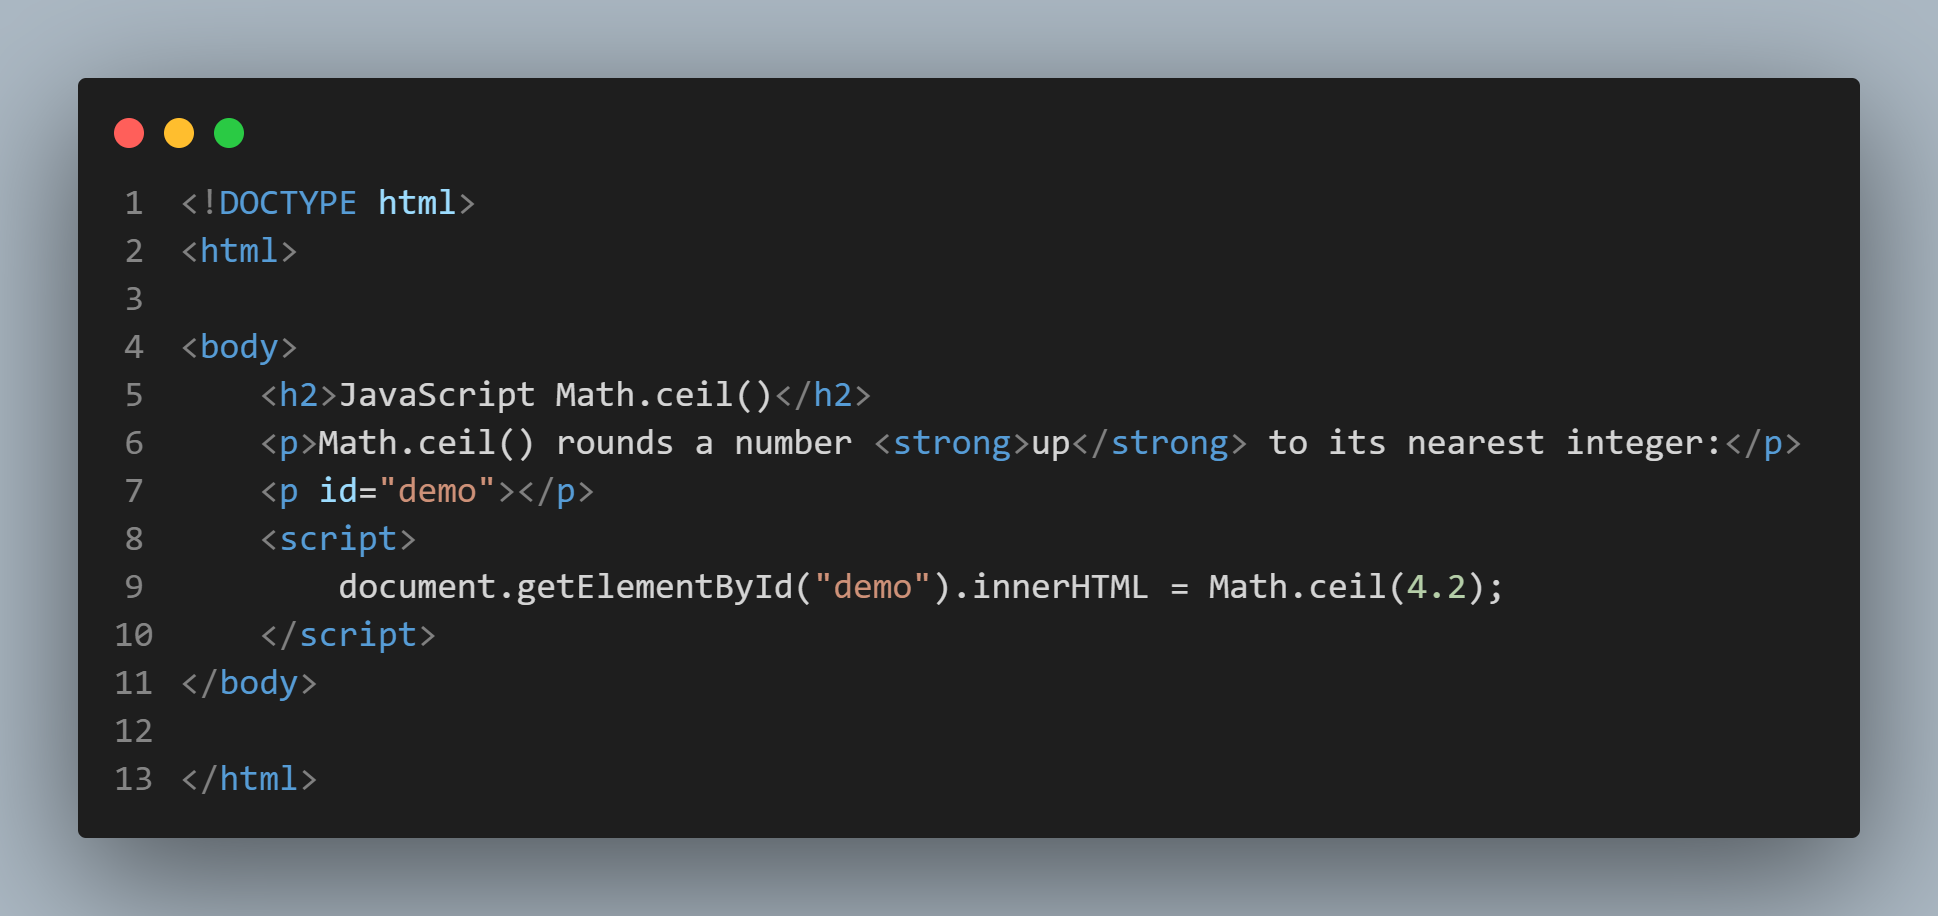 1 <!DOCTYPE html>
2 <html>
3
4 <body>
5     <h2>JavaScript Math.ceil()</h2>
6     <p>Math.ceil() rounds a number <strong>up</strong> to its nearest integer:</p>
7     <p id="demo"></p>
8     <script>
9         document.getElementById("demo").innerHTML = Math.ceil(4.2);
10     </script>
11 </body>
12
13 </html>